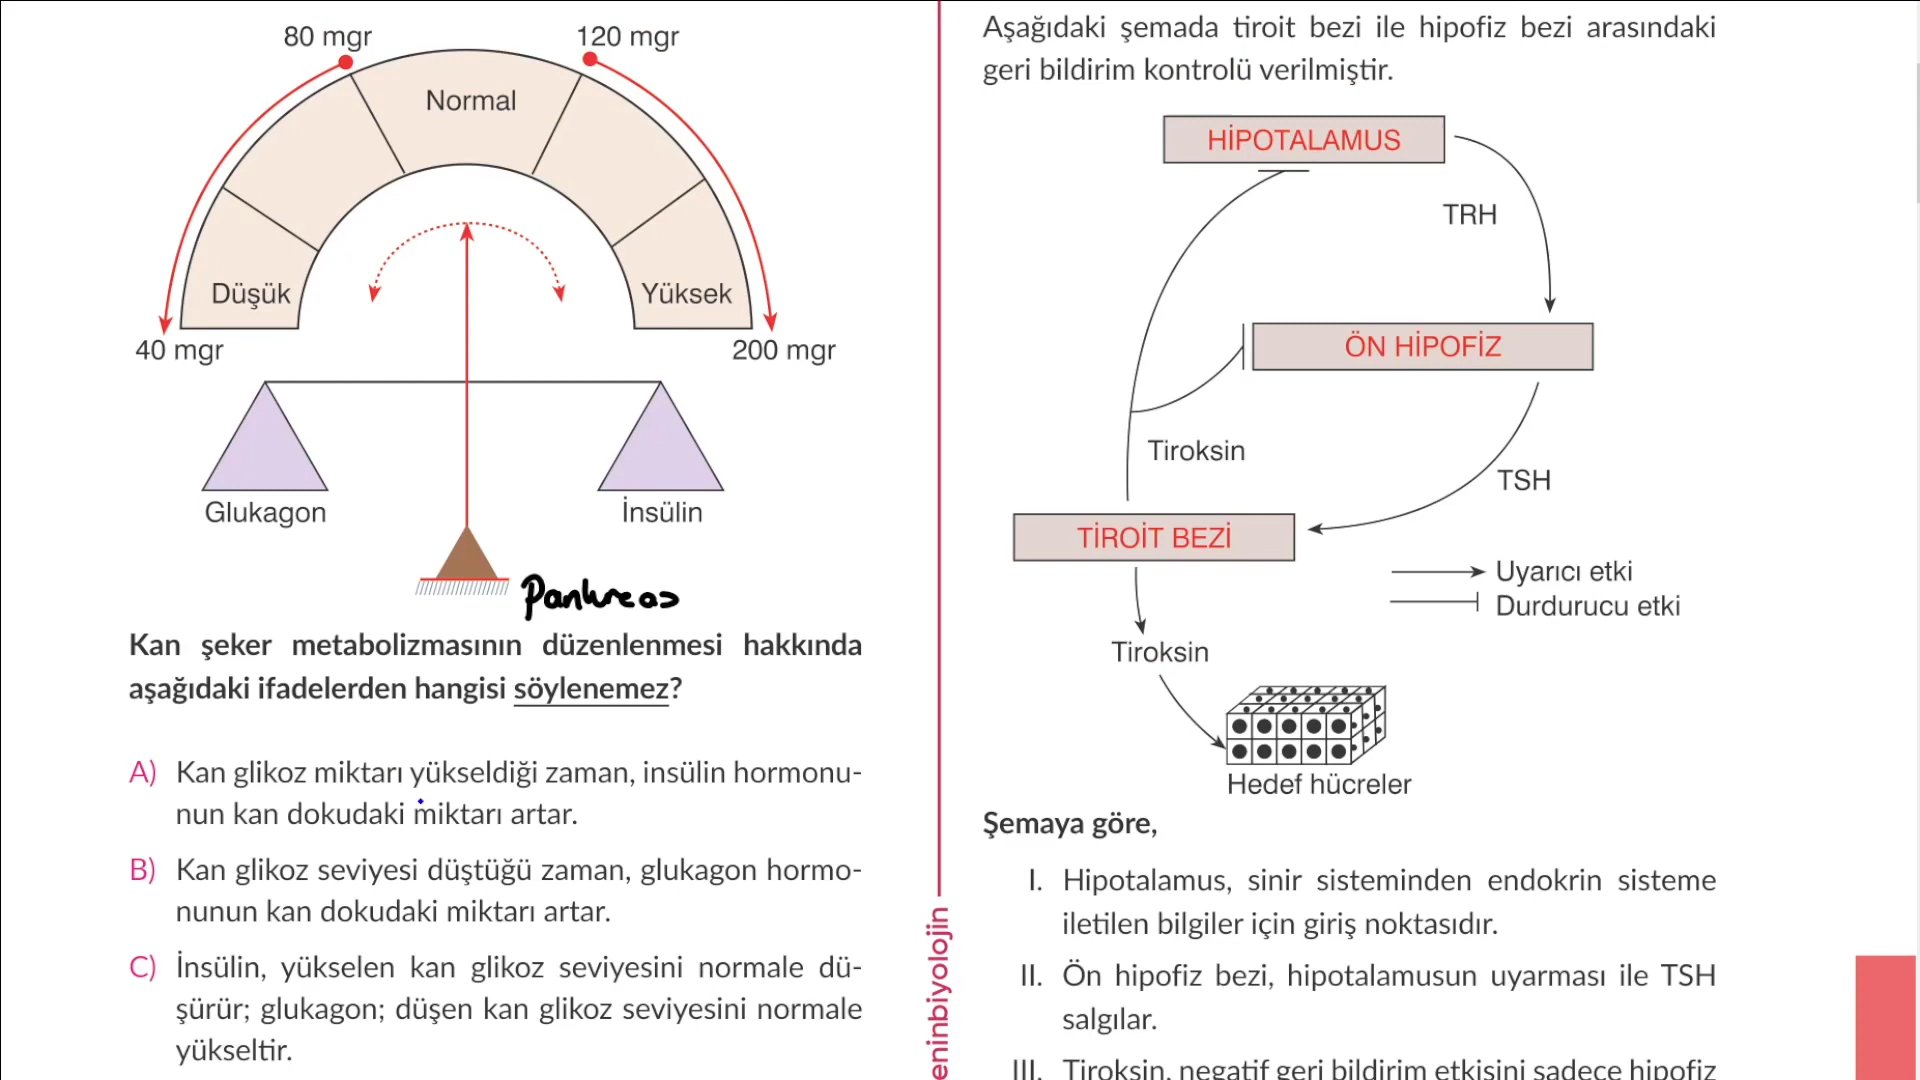 80 mgr
120 mgr
Normal
Düşük
Yüksek
40 mgr
200 mgr
Glukagon
İnsülin
Pankreas
Kan şeker metabolizmasının düzenlenmesi hakkında
aşağıdaki ifadelerden hangisi söylenemez?
A) Kan glikoz miktarı yükseldiği zaman, insülin hormonu-
nun kan dokudaki miktarı artar.
B) Kan glikoz seviyesi düştüğü zaman, glukagon hormo-
nunun kan dokudaki miktarı artar.
C) İnsülin, yükselen kan glikoz seviyesini normale dü-
şürür; glukagon; düşen kan glikoz seviyesini normale
yükseltir.
eninbiyolojin
Aşağıdaki şemada tiroit bezi ile hipofiz bezi arasındaki
geri bildirim kontrolü verilmiştir.
HİPOTALAMUS
TRH
ÖN HİPOFİZ
Tiroksin
TSH
TİROİT BEZİ
Uyarıcı etki
Durdurucu etki
Tiroksin
Hedef hücreler
Şemaya göre,
I. Hipotalamus, sinir sisteminden endokrin sisteme
iletilen bilgiler için giriş noktasıdır.
II. Ön hipofiz bezi, hipotalamusun uyarması ile TSH
salgılar.
III. Tiroksin, negatif geri bildirim etkisini sadece hipofiz